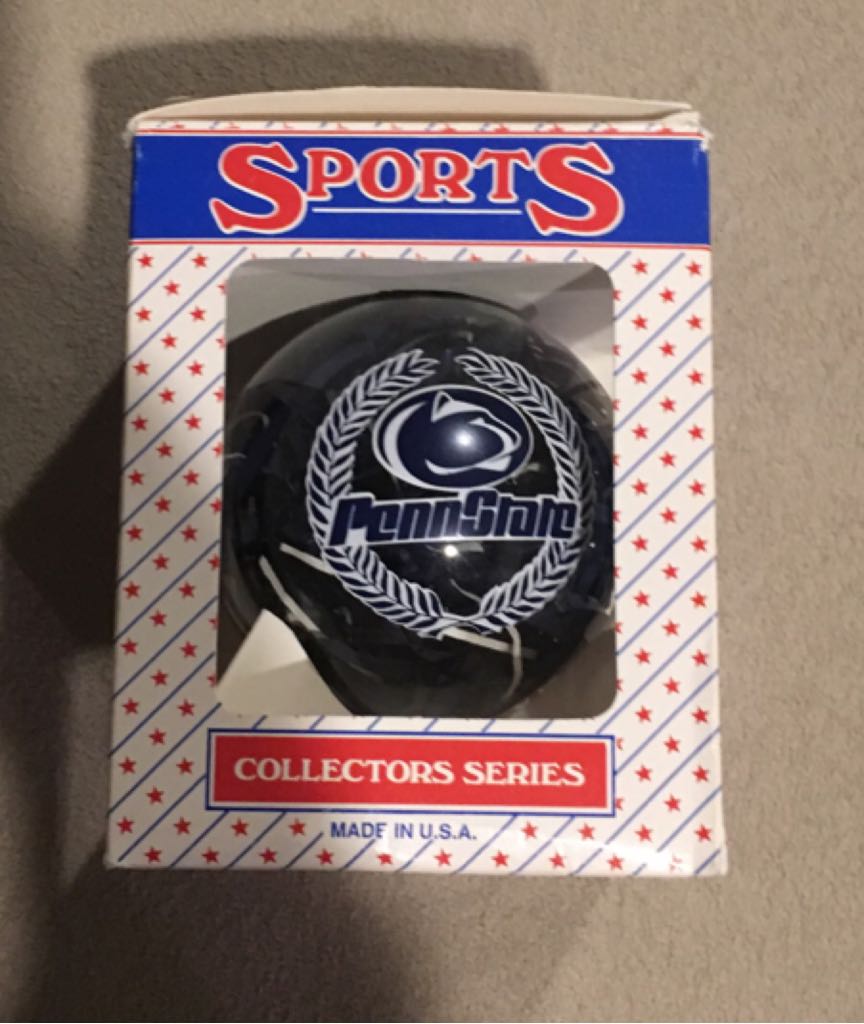 SPORTS
PennState
COLLECTORS SERIES
MADE IN U.S.A.